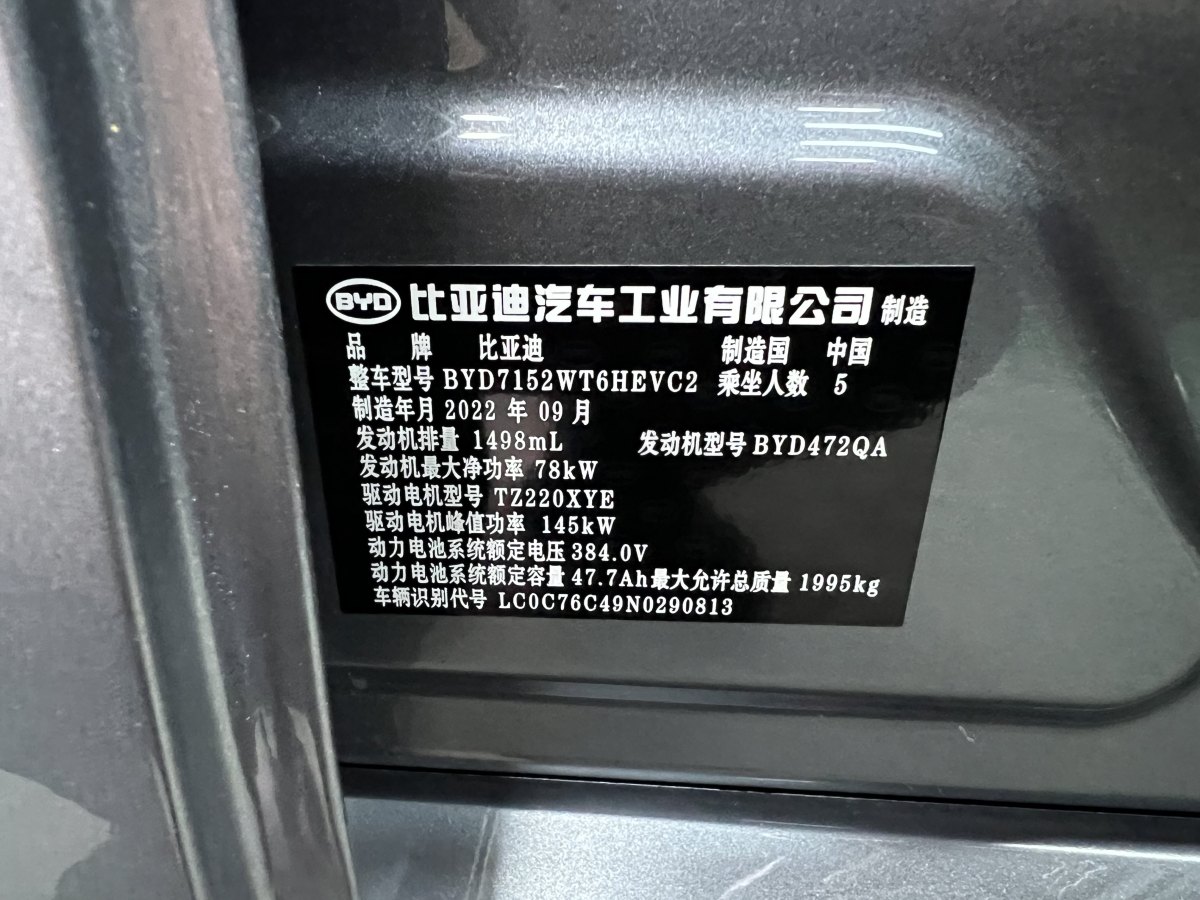 BYD 比亚迪汽车工业有限公司 制造
品 牌 比亚迪 制造国 中国
整车型号 BYD7152WT6HEVC2 乘坐人数 5
制造年月 2022 年 09 月
发动机排量 1498mL 发动机型号 BYD472QA
发动机最大净功率 78kW
驱动电机型号 TZ220XYE
驱动电机峰值功率 145kW
动力电池系统额定电压 384.0V
动力电池系统额定容量 47.7Ah 最大允许总质量 1995kg
车辆识别代号 LC0C76C49N0290813